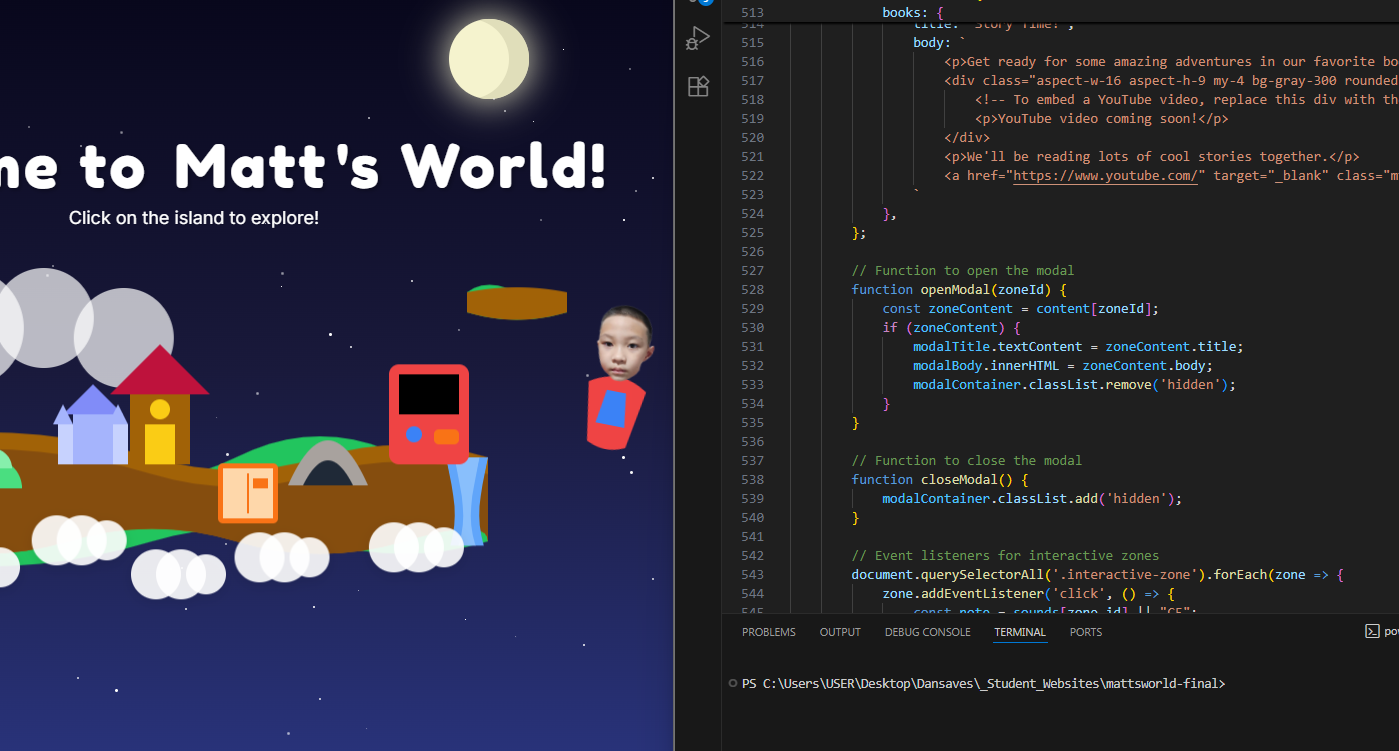 me to Matt's World!
Click on the island to explore!
513 books: {
514 title: "Story Time!",
515 body: `
516 <p>Get ready for some amazing adventures in our favorite bo
517 <div class="aspect-w-16 aspect-h-9 my-4 bg-gray-300 rounded
518 <!-- To embed a YouTube video, replace this div with th
519 <p>YouTube video coming soon!</p>
520 </div>
521 <p>We'll be reading lots of cool stories together.</p>
522 <a href="https://www.youtube.com/" target="_blank" class="m
523 `
524 },
525 };
526
527 // Function to open the modal
528 function openModal(zoneId) {
529 const zoneContent = content[zoneId];
530 if (zoneContent) {
531 modalTitle.textContent = zoneContent.title;
532 modalBody.innerHTML = zoneContent.body;
533 modalContainer.classList.remove('hidden');
534 }
535 }
536
537 // Function to close the modal
538 function closeModal() {
539 modalContainer.classList.add('hidden');
540 }
541
542 // Event listeners for interactive zones
543 document.querySelectorAll('.interactive-zone').forEach(zone => {
544 zone.addEventListener('click', () => {
545 const note = sounds[zone.id] || "C5";
PROBLEMS OUTPUT DEBUG CONSOLE TERMINAL PORTS pow
PS C:\Users\USER\Desktop\Dansaves\_Student_Websites\mattsworld-final>